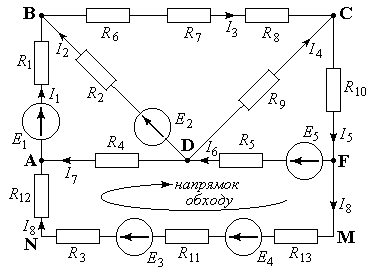 B R6 R7 I3 R8 C
I2 I4
R1 R2 R9 R10
I1 E2
E1 R4 D I6 R5 E5 I5
A I7 F
R12 напрямок I8
обходу
I8 N M
R3 E3 R11 E4 R13